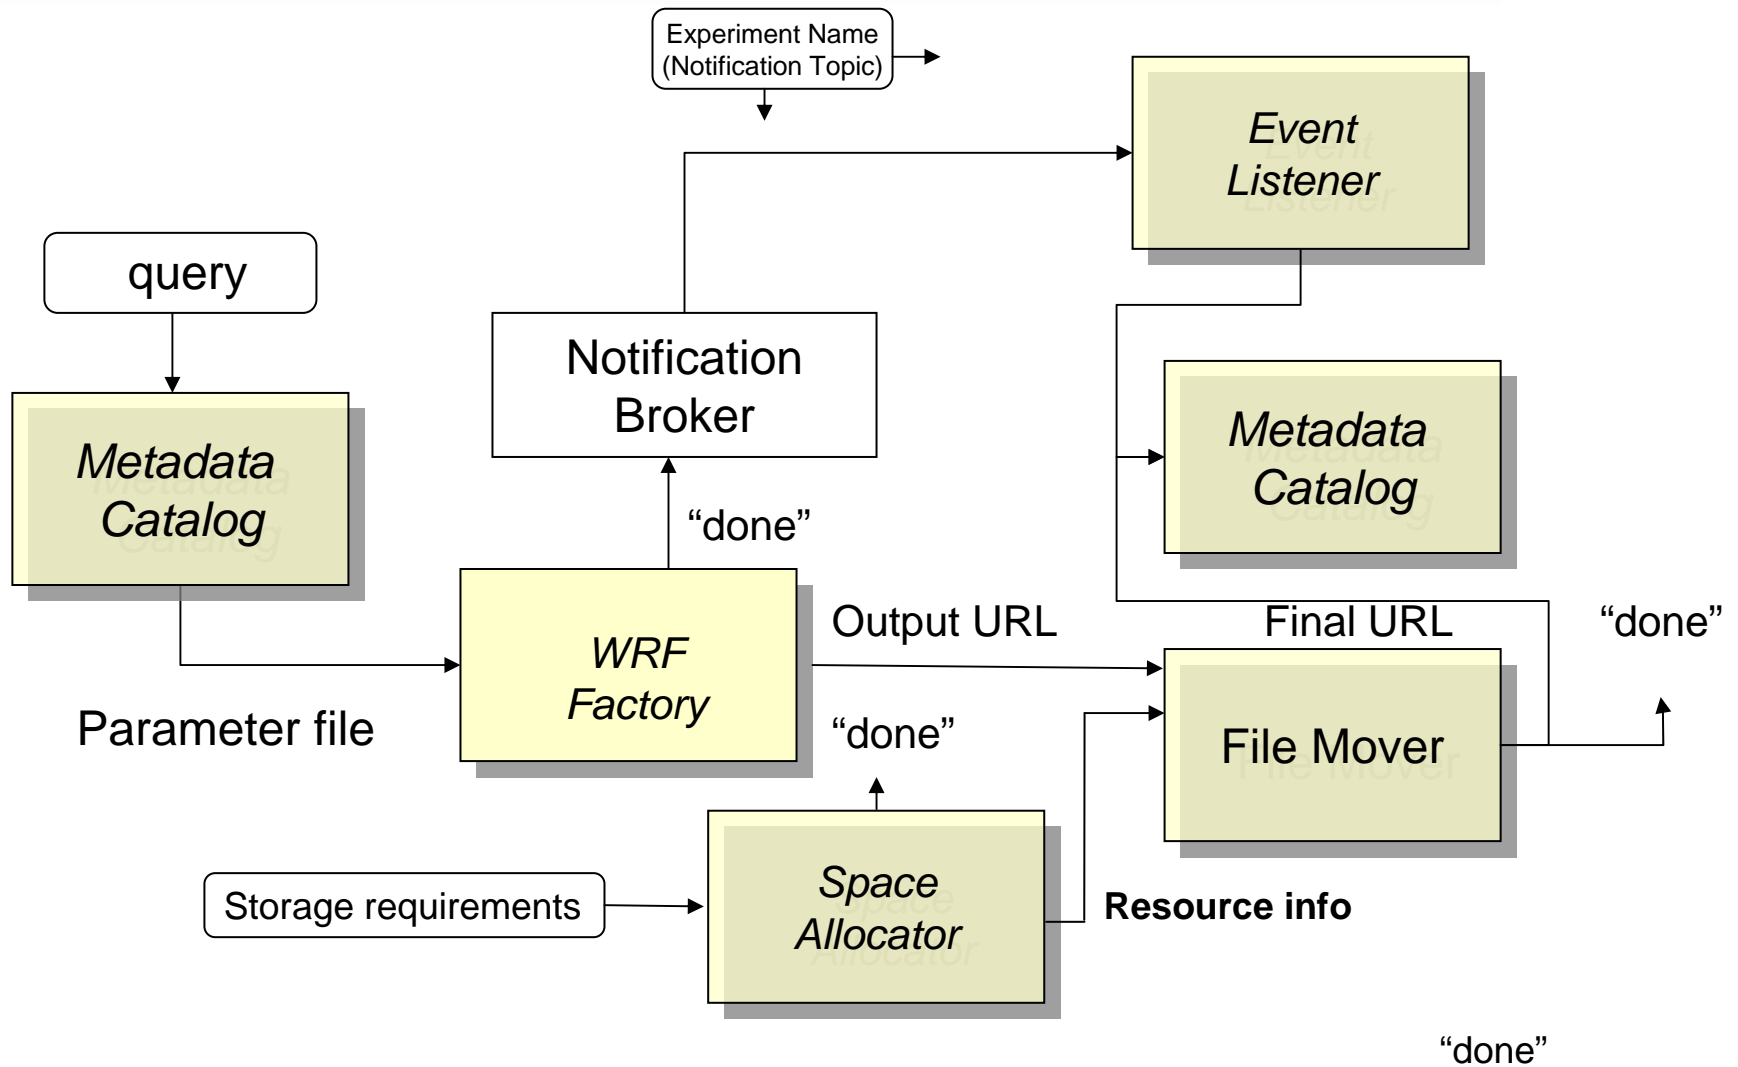 Experiment Name
(Notification Topic)
Event
Listener
query
Notification
Broker
Metadata
Catalog
Metadata
Catalog
“done”
WRF
Factory
Output URL
Final URL
“done”
Parameter file
“done”
File Mover
Storage requirements
Space
Allocator
Resource info
“done”